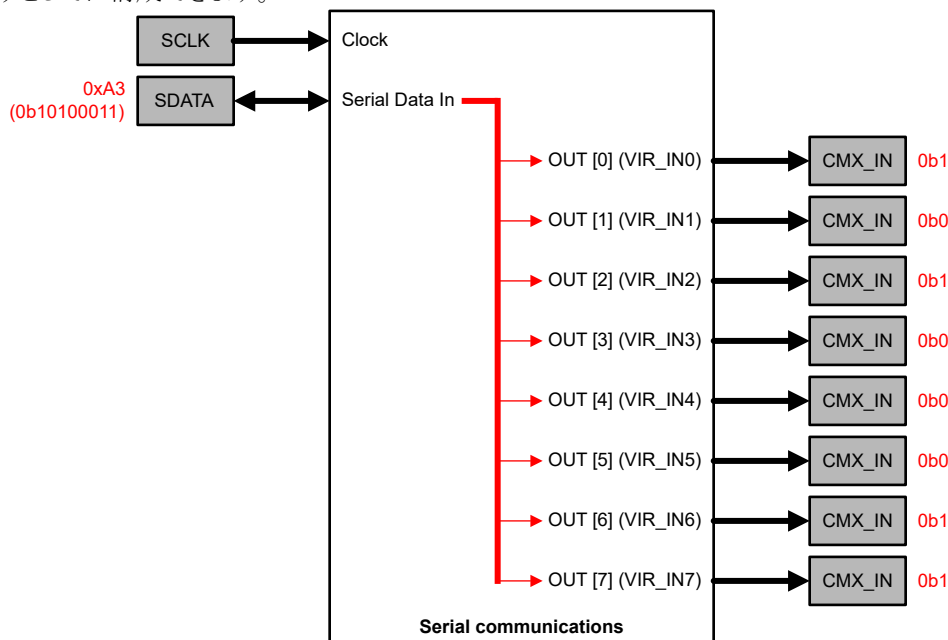 SCLK
Clock
0xA3
(0b10100011)
SDATA
Serial Data In
OUT [0] (VIR_IN0)
CMX_IN
0b1
OUT [1] (VIR_IN1)
CMX_IN
0b0
OUT [2] (VIR_IN2)
CMX_IN
0b1
OUT [3] (VIR_IN3)
CMX_IN
0b0
OUT [4] (VIR_IN4)
CMX_IN
0b0
OUT [5] (VIR_IN5)
CMX_IN
0b0
OUT [6] (VIR_IN6)
CMX_IN
0b1
OUT [7] (VIR_IN7)
CMX_IN
0b1
Serial communications